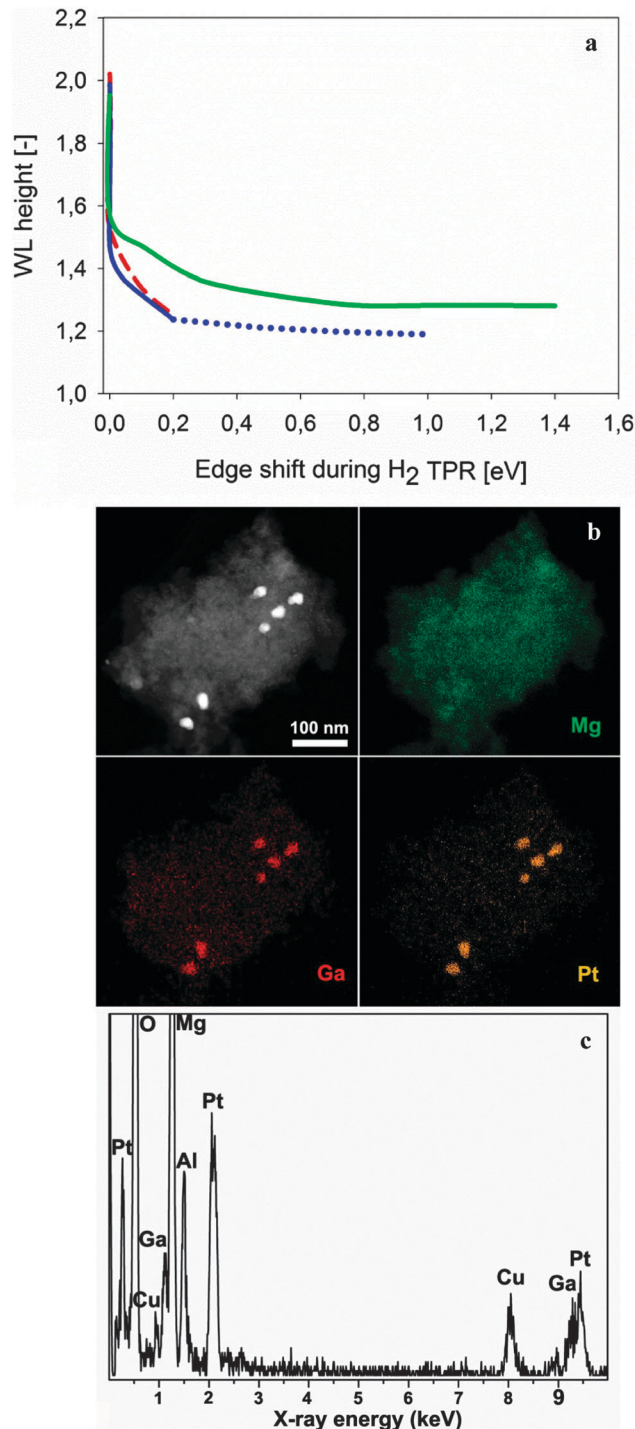 2,2
a
2,0
1,8
1,6
1,4
1,2
1,0
WL height [-]
0,0 0,2 0,4 0,6 0,8 1,0 1,2 1,4 1,6
Edge shift during H2 TPR [eV]
b
100 nm
Mg
Ga
Pt
c
O
Mg
Pt
Pt
Al
Ga
Cu
Cu
Ga
Pt
1 2 3 4 5 6 7 8 9
X-ray energy (keV)